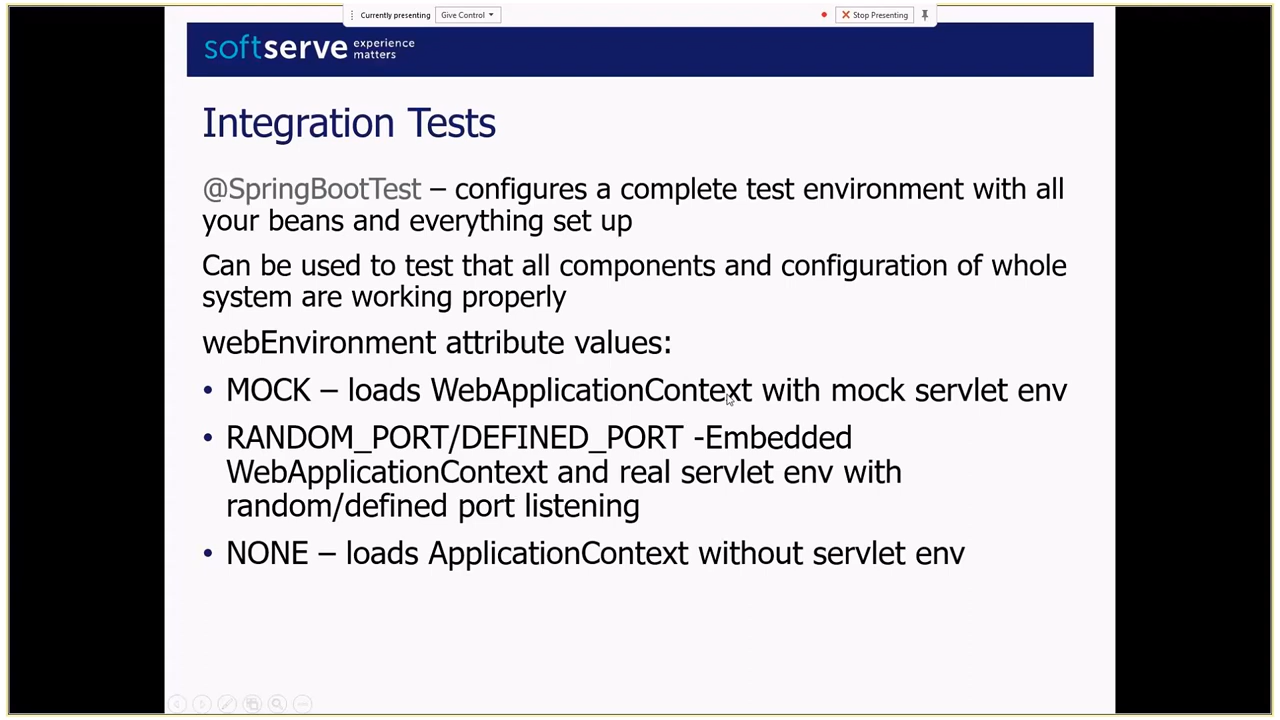 Currently presenting Give Control Stop Presenting
softserve experience matters
Integration Tests
@SpringBootTest – configures a complete test environment with all
your beans and everything set up
Can be used to test that all components and configuration of whole
system are working properly
webEnvironment attribute values:
• MOCK – loads WebApplicationContext with mock servlet env
• RANDOM_PORT/DEFINED_PORT -Embedded
WebApplicationContext and real servlet env with
random/defined port listening
• NONE – loads ApplicationContext without servlet env